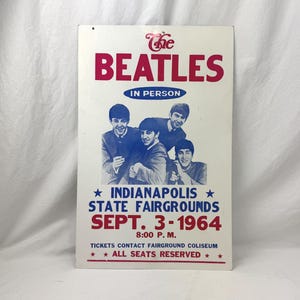 The
BEATLES
IN PERSON
★ INDIANAPOLIS ★
STATE FAIRGROUNDS
SEPT. 3-1964
8:00 P.M.
TICKETS CONTACT FAIRGROUND COLISEUM
★ ★ ALL SEATS RESERVED ★ ★